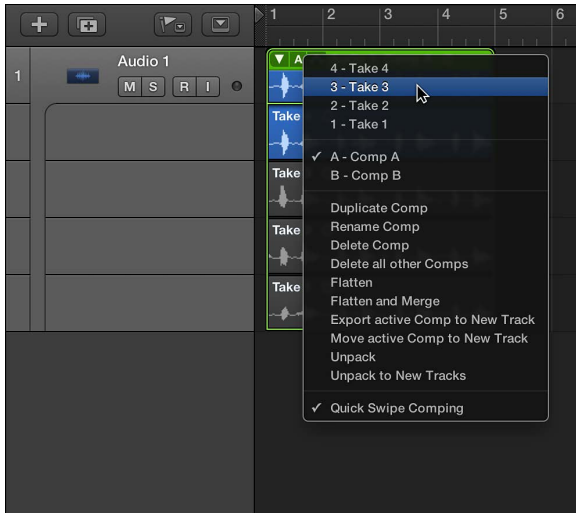 1 2 3 4 5 6
1
Audio 1
M S R I
A
Take
Take
Take
Take
4 - Take 4
3 - Take 3
2 - Take 2
1 - Take 1
✓ A - Comp A
B - Comp B
Duplicate Comp
Rename Comp
Delete Comp
Delete all other Comps
Flatten
Flatten and Merge
Export active Comp to New Track
Move active Comp to New Track
Unpack
Unpack to New Tracks
✓ Quick Swipe Comping